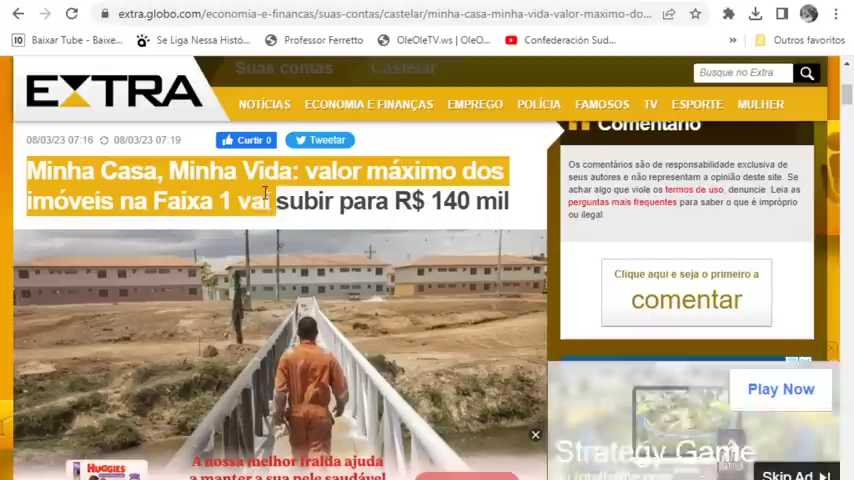 extra.globo.com/economia-e-financas/suas-contas/castelar/minha-casa-minha-vida-valor-maximo-do...
Baixar Tube - Baixe... Se Liga Nessa Histó... Professor Ferretto OleOleTV.ws | OleO... Confederación Sud... » Outros favoritos
Suas contas Castelar
EXTRA
Busque no Extra
NOTÍCIAS ECONOMIA E FINANÇAS EMPREGO POLÍCIA FAMOSOS TV ESPORTE MULHER
08/03/23 07:16 08/03/23 07:19 Curtir 0 Tweetar
Minha Casa, Minha Vida: valor máximo dos
imóveis na Faixa 1 vai subir para R$ 140 mil
Comentário
Os comentários são de responsabilidade exclusiva de
seus autores e não representam a opinião deste site. Se
achar algo que viole os termos de uso, denuncie. Leia as
perguntas mais frequentes para saber o que é impróprio
ou ilegal
Clique aqui e seja o primeiro a
comentar
Play Now
Strategy Game
Skip Ad
HUGGIES
A nossa melhor fralda ajuda
a manter a sua pele saudável